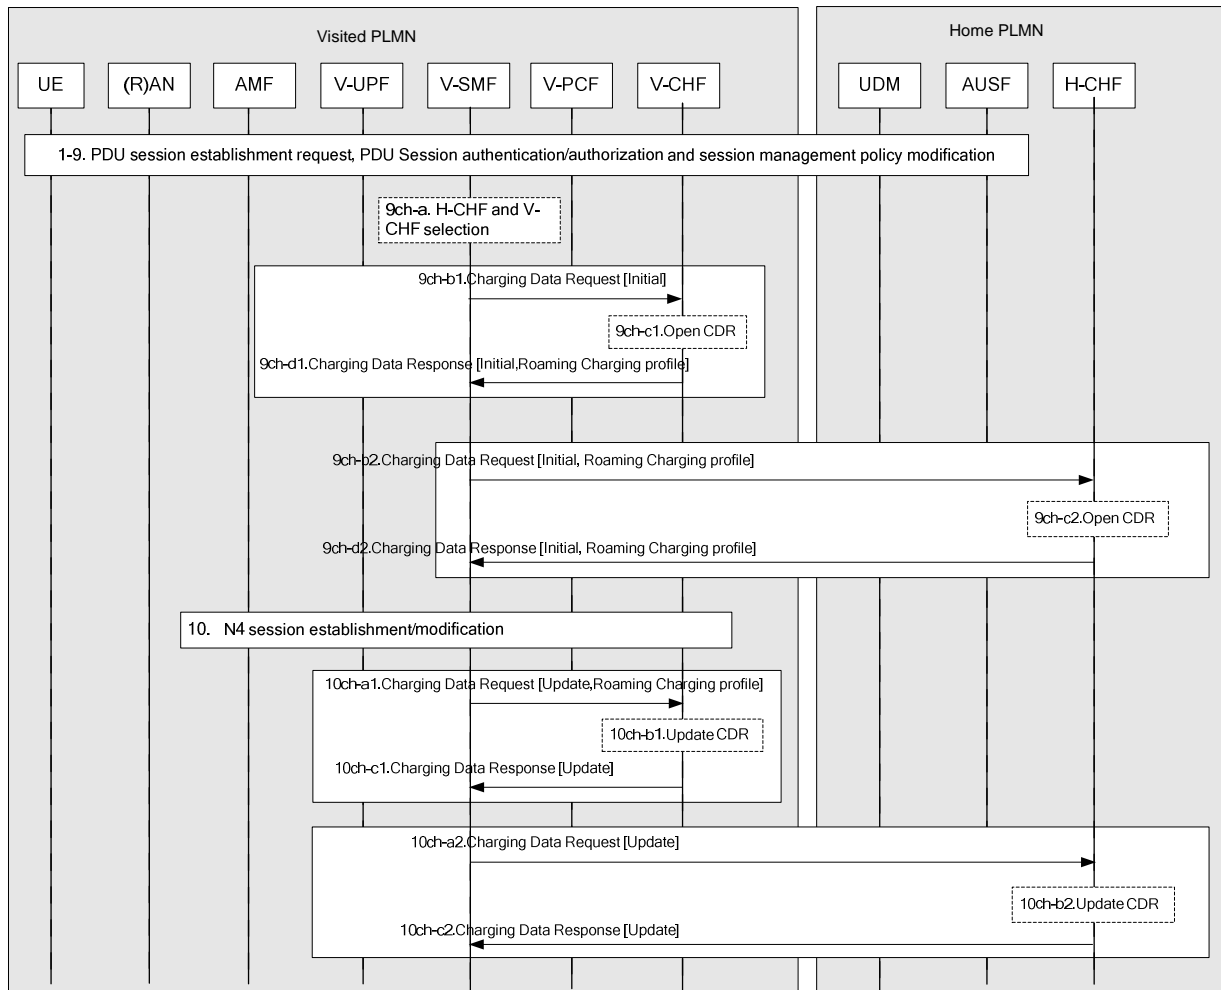 Visited PLMN
Home PLMN
UE
(R)AN
AMF
V-UPF
V-SMF
V-PCF
V-CHF
UDM
AUSF
H-CHF
1-9. PDU session establishment request, PDU Session authentication/authorization and session management policy modification
9ch-a. H-CHF and V-
CHF selection
9ch-b1.Charging Data Request [Initial]
9ch-c1.Open CDR
9ch-d1.Charging Data Response [Initial,Roaming Charging profile]
9ch-b2.Charging Data Request [Initial, Roaming Charging profile]
9ch-c2.Open CDR
9ch-d2.Charging Data Response [Initial, Roaming Charging profile]
10. N4 session establishment/modification
10ch-a1.Charging Data Request [Update,Roaming Charging profile]
10ch-b1.Update CDR
10ch-c1.Charging Data Response [Update]
10ch-a2.Charging Data Request [Update]
10ch-b2.Update CDR
10ch-c2.Charging Data Response [Update]